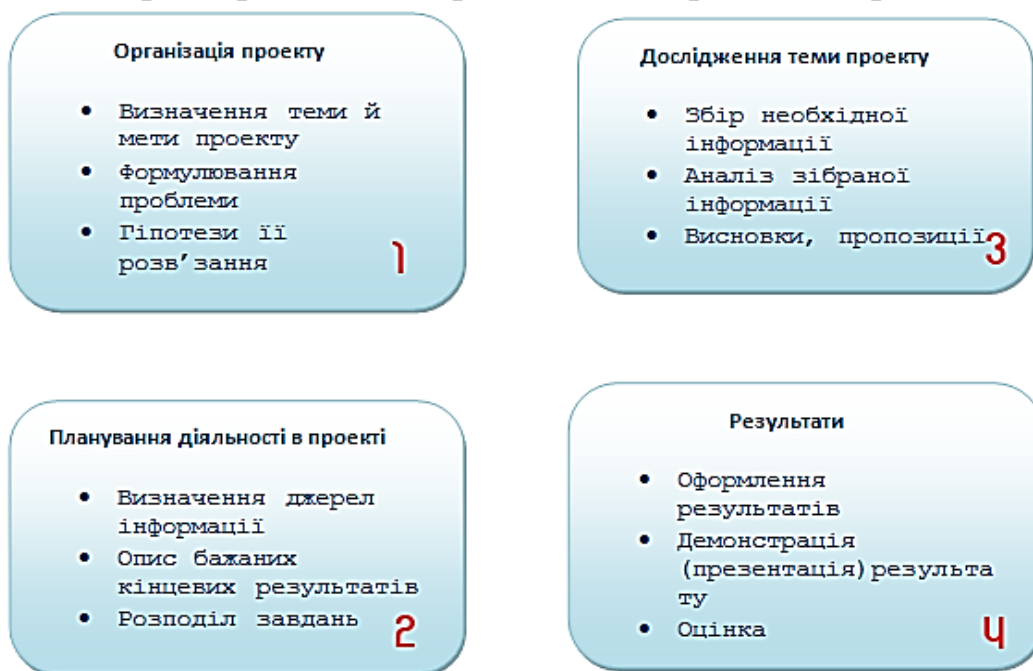 Організація проекту
• Визначення теми й
мети проекту
• Формулювання
проблеми
• Гіпотези її
розв’зання
1
Планування діяльності в проекті
• Визначення джерел
інформації
• Опис бажаних
кінцевих результатів
• Розподіл завдань
2
Дослідження теми проекту
• Збір необхідної
інформації
• Аналіз зібраної
інформації
• Висновки, пропозиції
3
Результати
• Оформлення
результатів
• Демонстрація
(презентація)результа
ту
• Оцінка
4